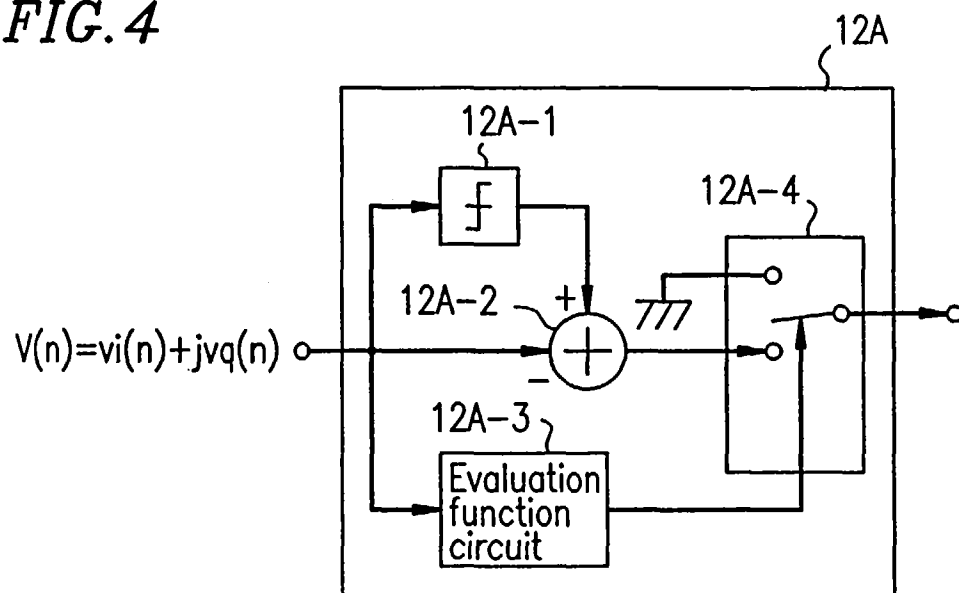 FIG. 4
12A
12A-1
12A-4
12A-2
+
V(n)=vi(n)+jvq(n)
-
12A-3
Evaluation
function
circuit